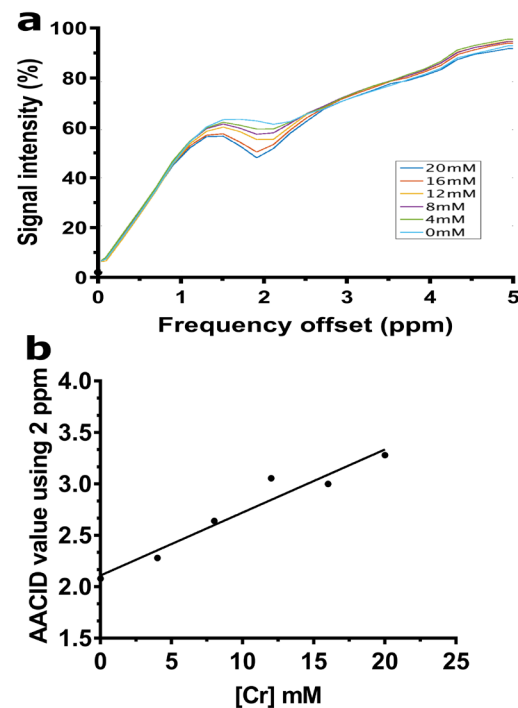 a
Signal intensity (%)
100
80
60
40
20
0
0 1 2 3 4 5
Frequency offset (ppm)
20mM
16mM
12mM
8mM
4mM
0mM
b
AACID value using 2 ppm
4.0
3.5
3.0
2.5
2.0
1.5
0 5 10 15 20 25
[Cr] mM